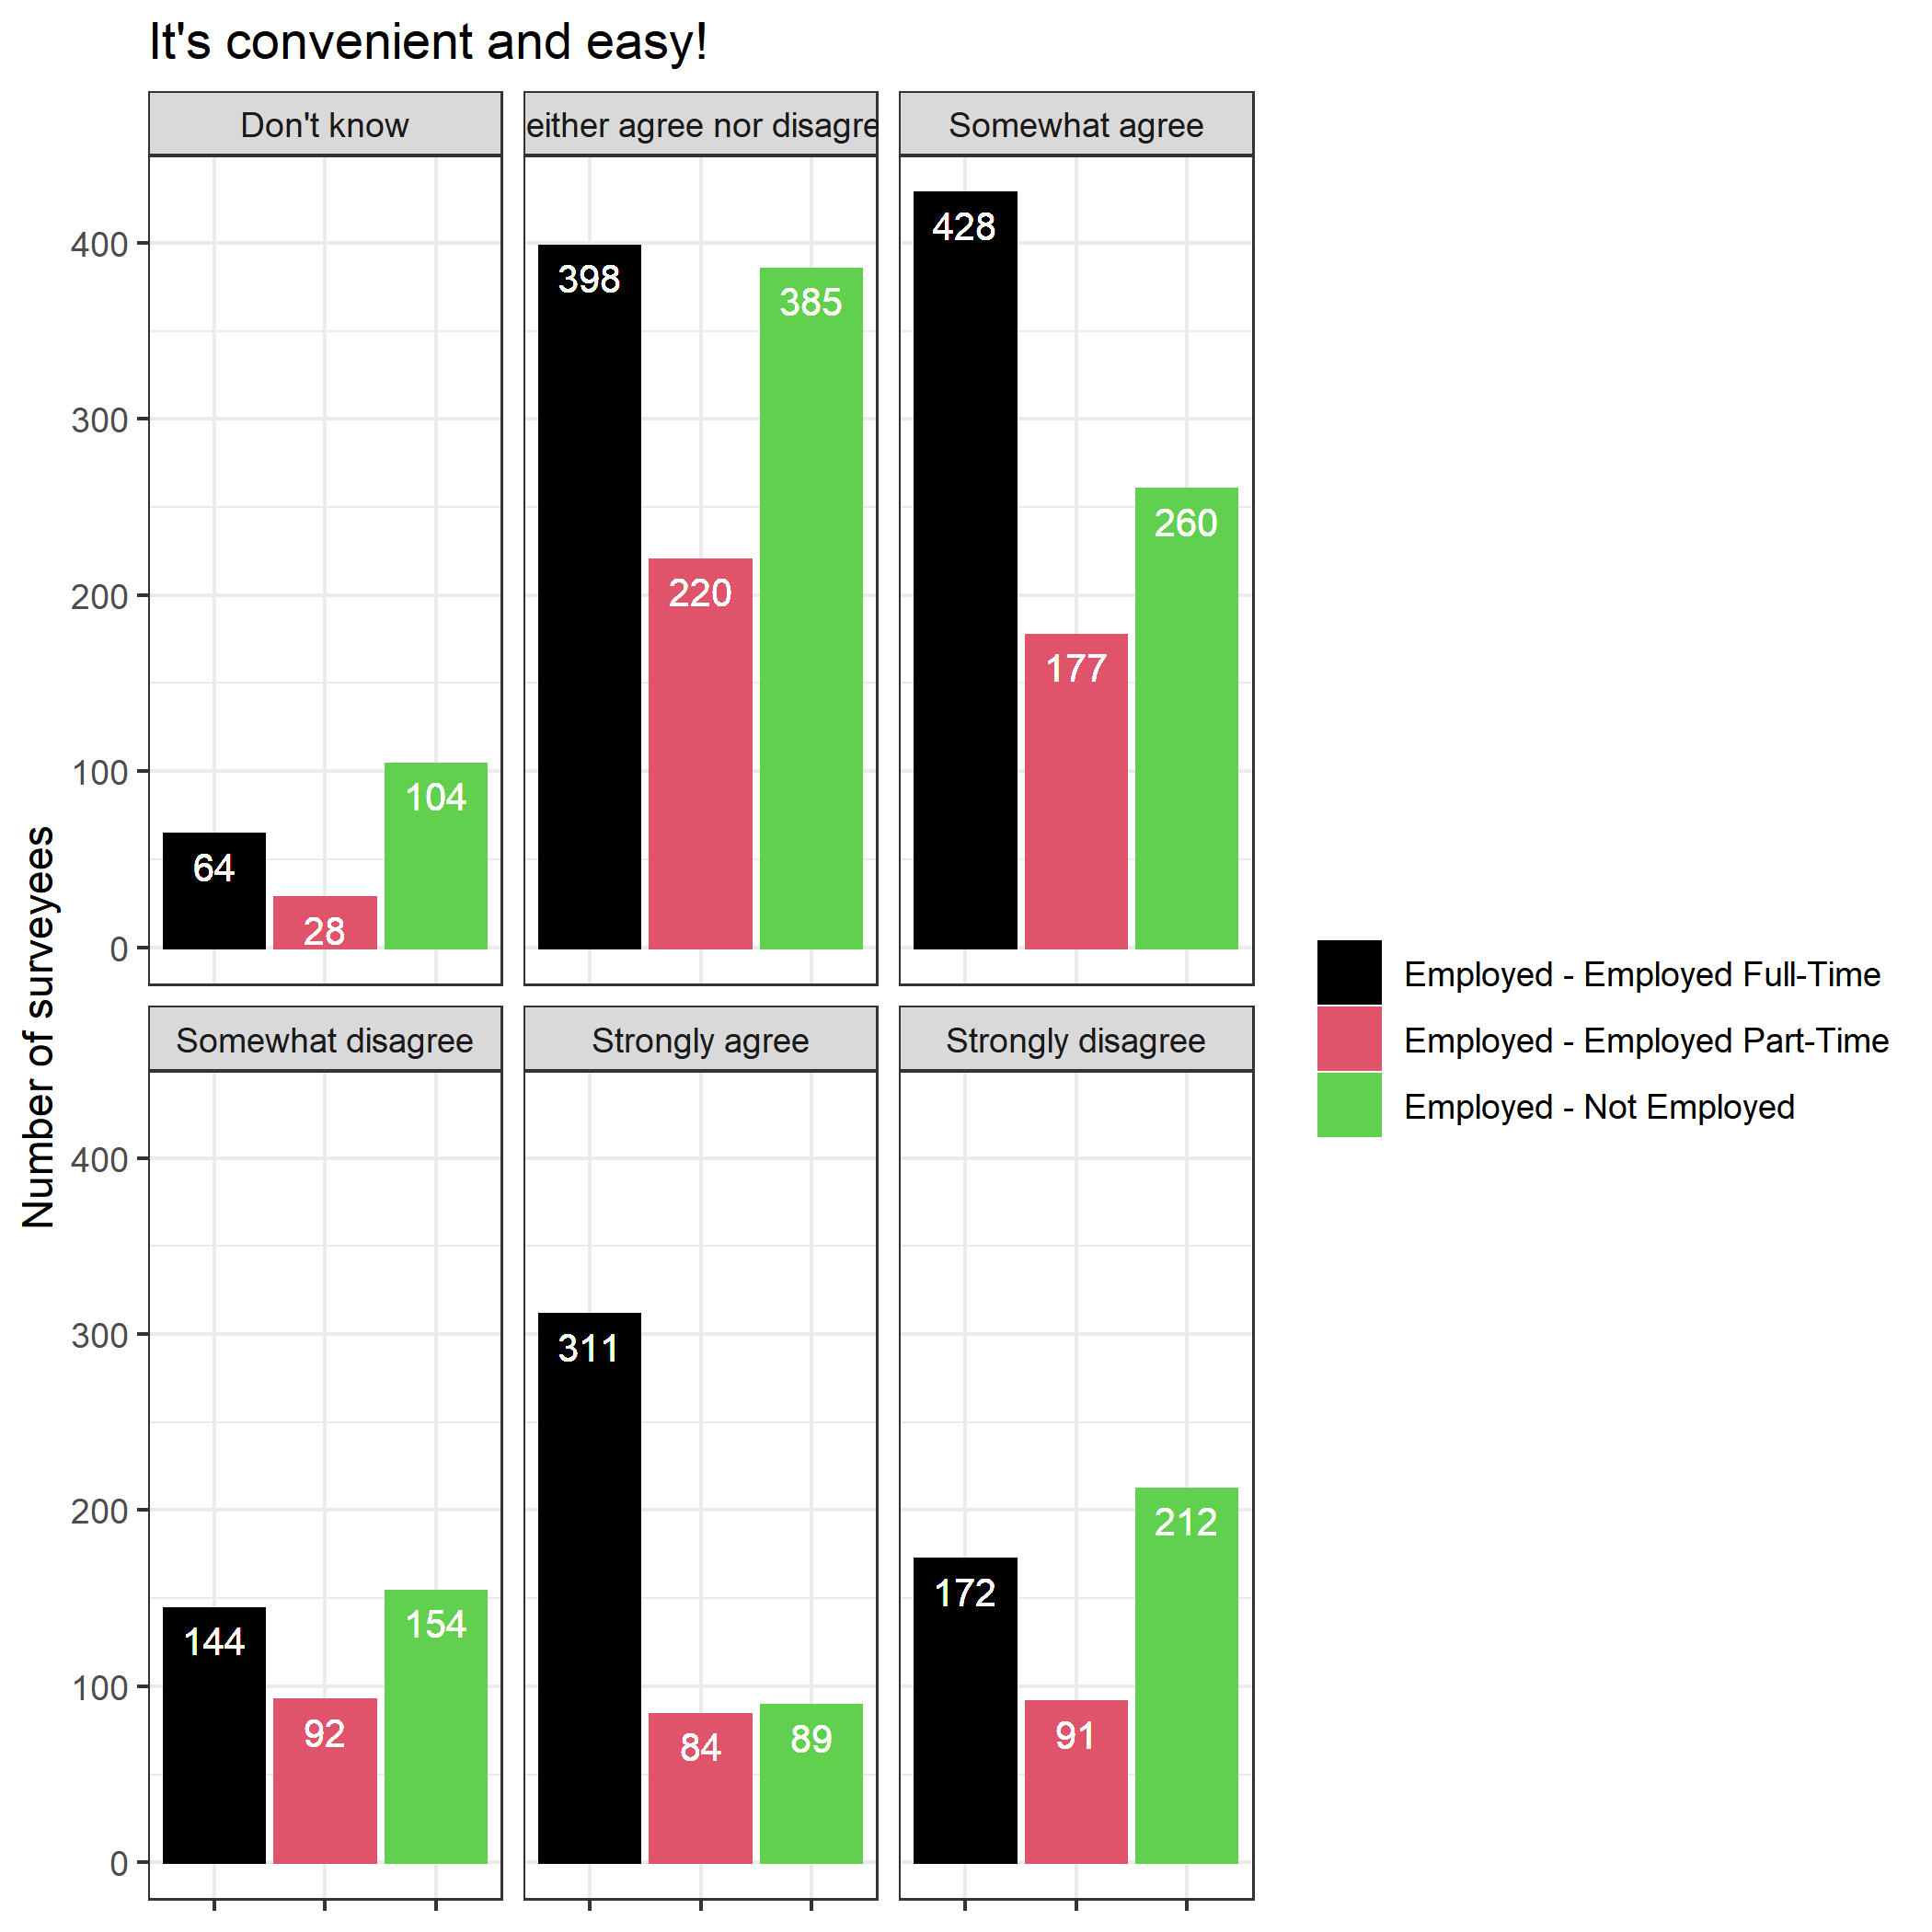 It's convenient and easy!
Don't know
either agree nor disagre
Somewhat agree
400
300
200
100
0
64
28
104
398
220
385
428
177
260
Number of surveyees
Somewhat disagree
Strongly agree
Strongly disagree
400
300
200
100
0
144
92
154
311
84
89
172
91
212
Employed - Employed Full-Time
Employed - Employed Part-Time
Employed - Not Employed